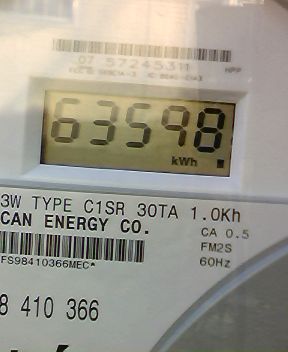 07 57245311
HPP
63598
kWh
3W TYPE C1SR 30TA 1.0Kh
CAN ENERGY CO.
CA 0.5
FM2S
60Hz
FS98410366MEC*
8 410 366